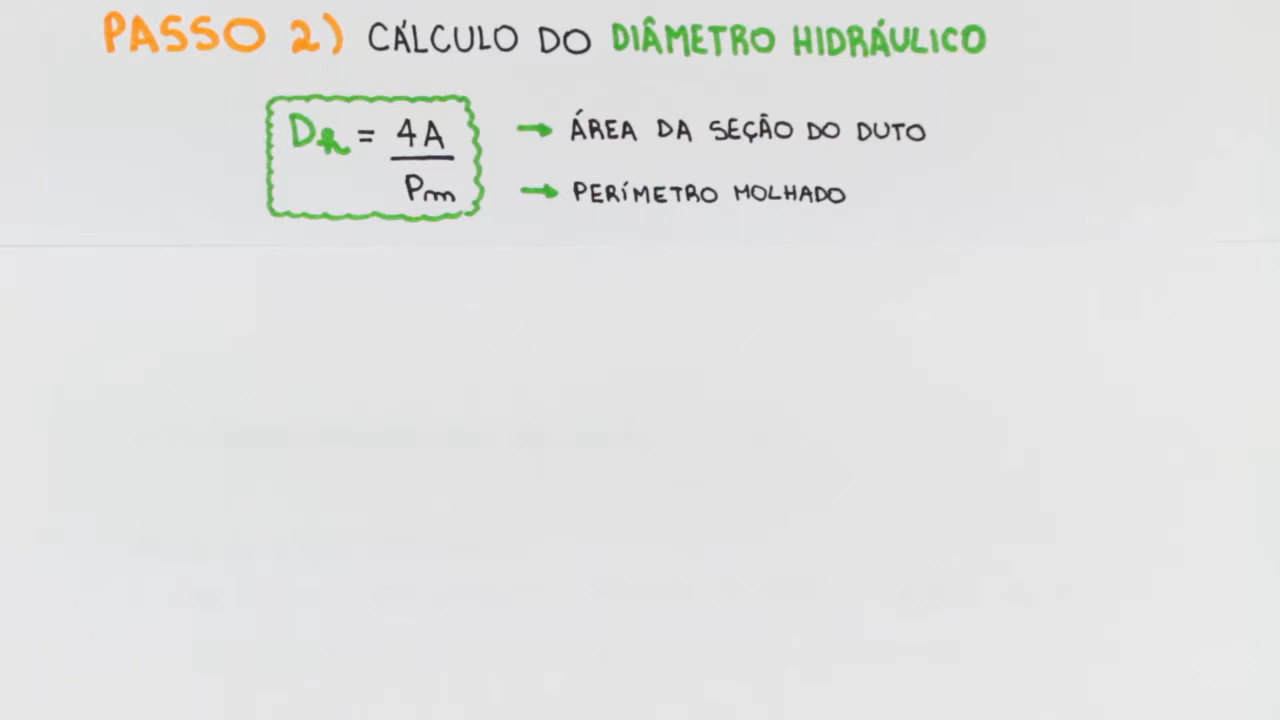 PASSO 2) CÁLCULO DO DIÂMETRO HIDRÁULICO
Dh = 4A → ÁREA DA SEÇÃO DO DUTO
Pm → PERÍMETRO MOLHADO